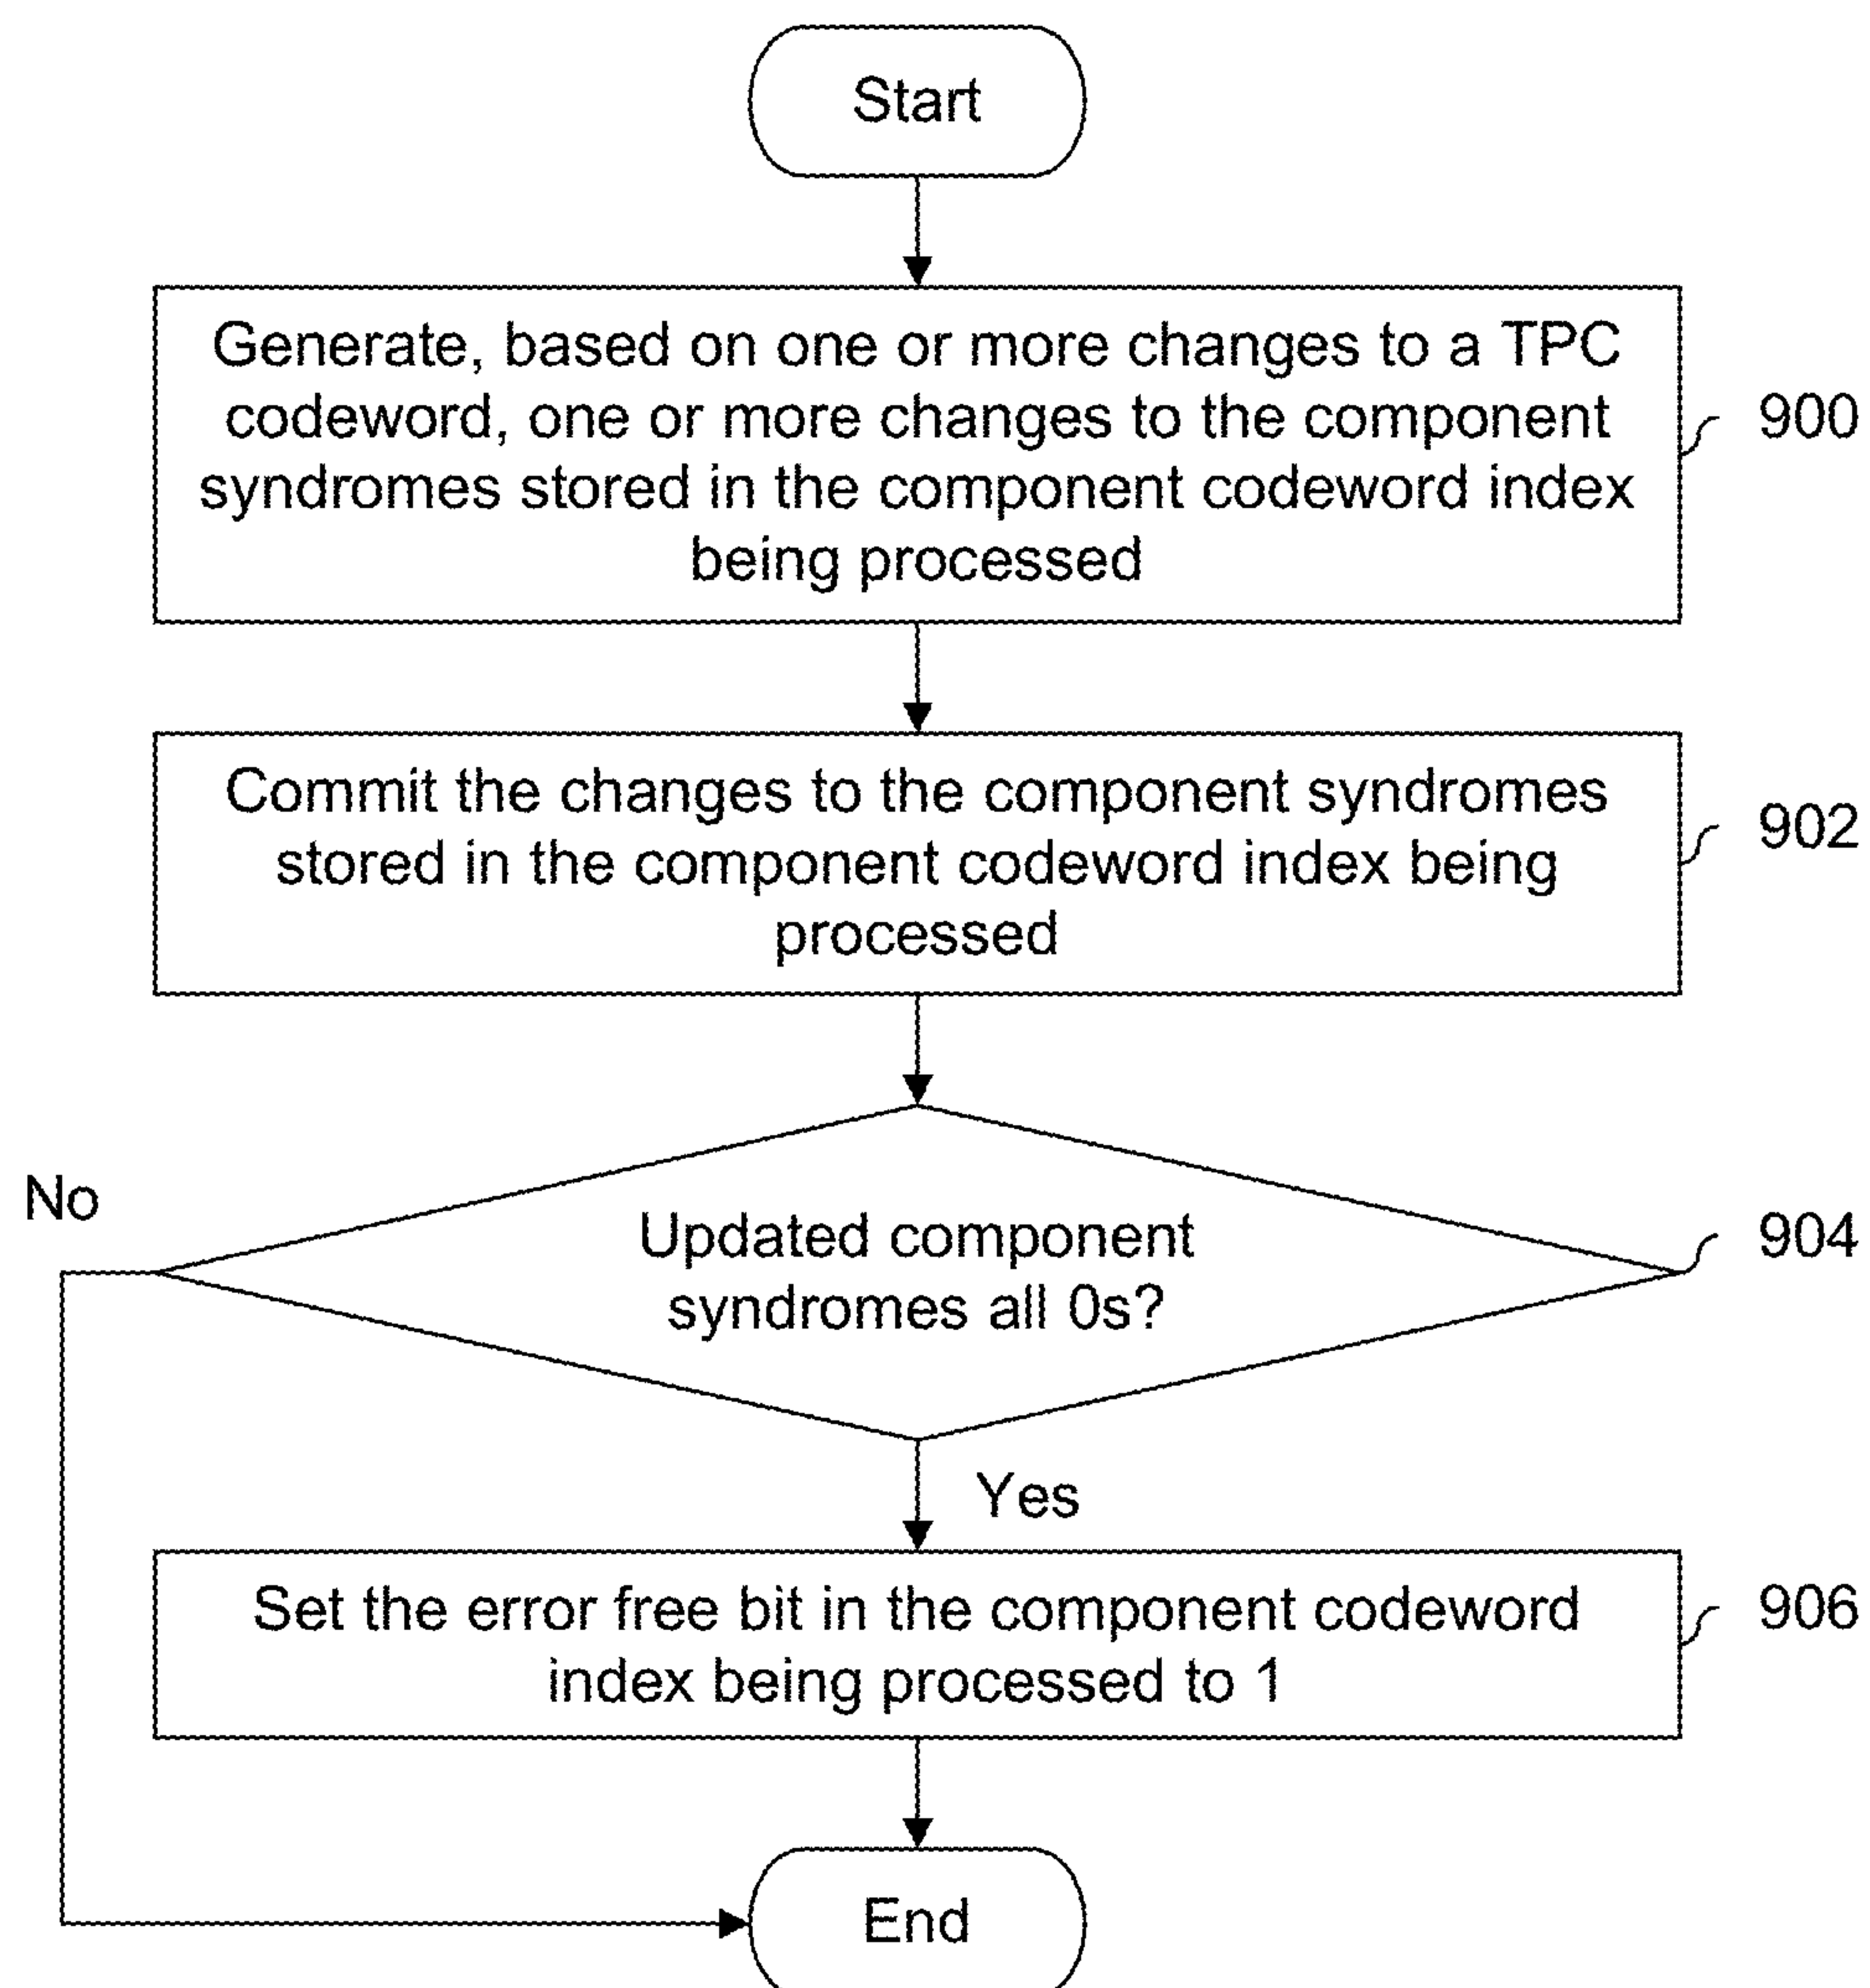 Start
Generate, based on one or more changes to a TPC
codeword, one or more changes to the component
syndromes stored in the component codeword index
being processed
900
Commit the changes to the component syndromes
stored in the component codeword index being
processed
902
No
Updated component
syndromes all 0s?
904
Yes
Set the error free bit in the component codeword
index being processed to 1
906
End